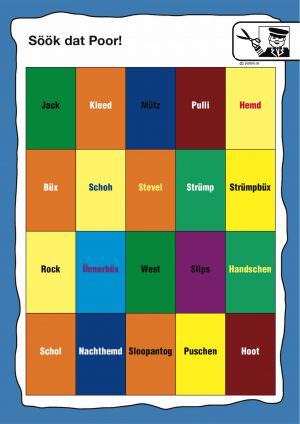 Söök dat Poor!
Jack Kleed Mütz Pulli Hemd
Büx Schoh Stevel Strümp Strümpbüx
Rock Ünnerbüx West Slips Handschen
Schol Nachthemd Sloopantog Puschen Hoot